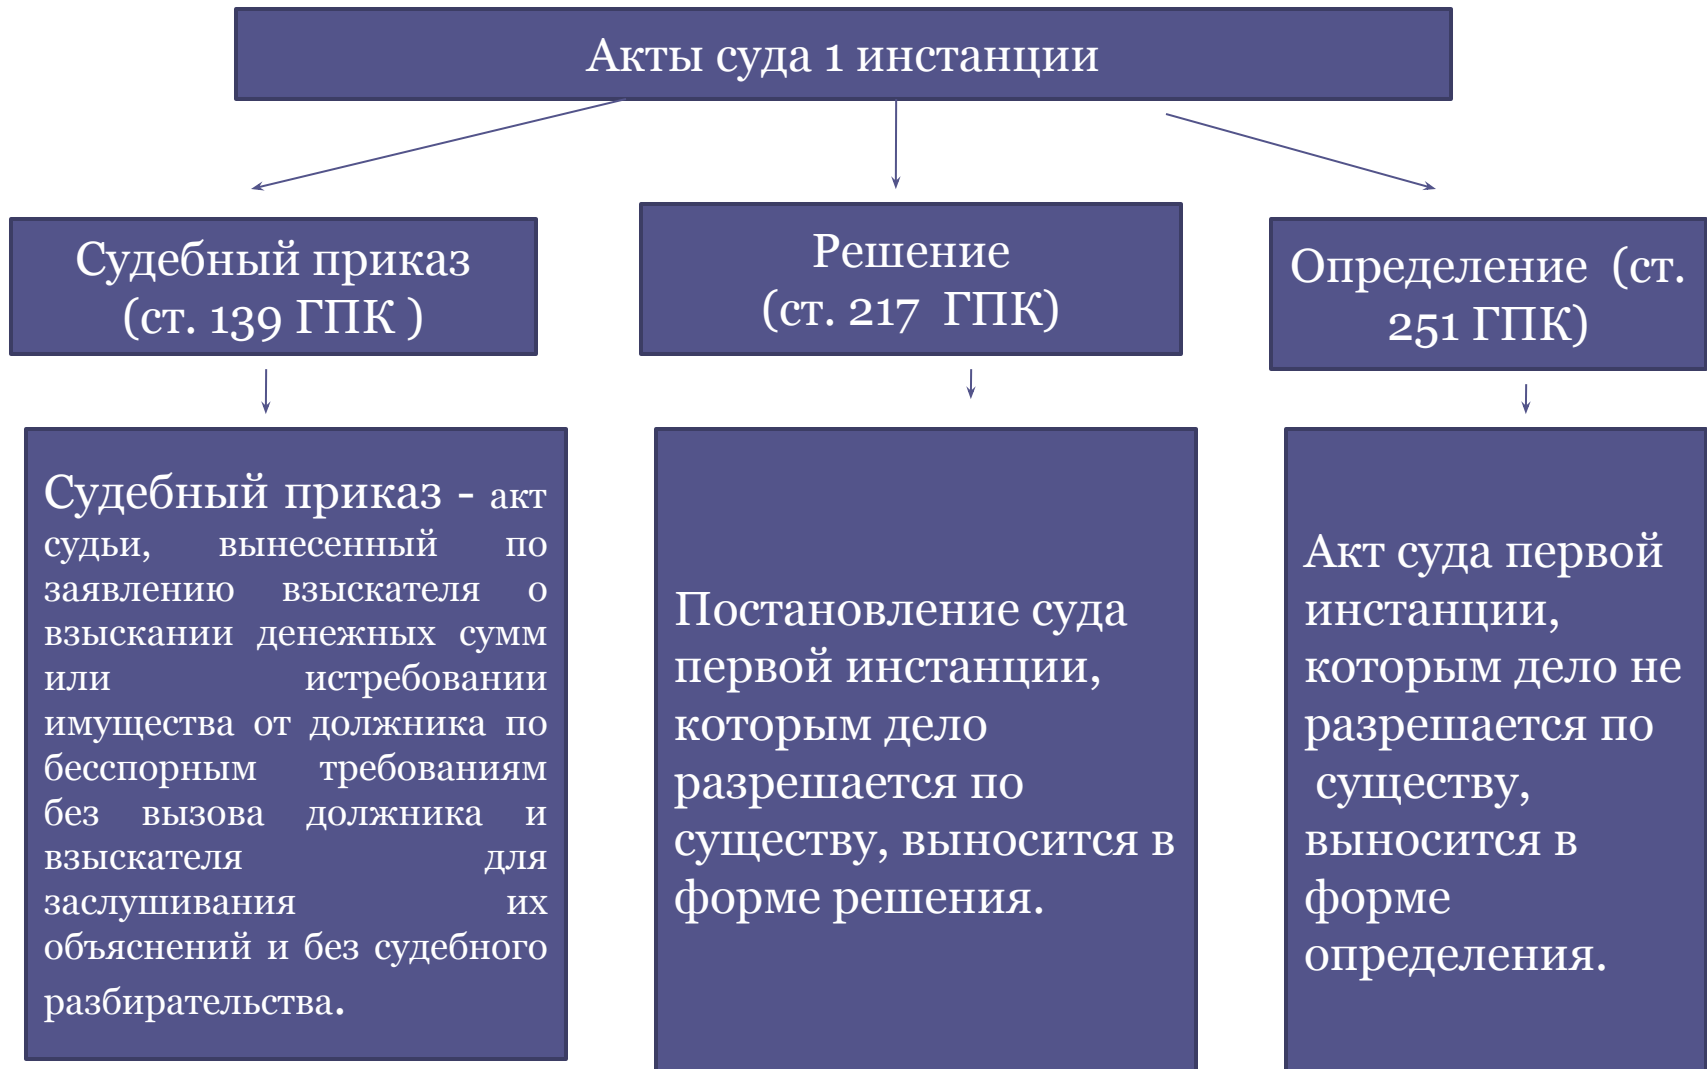 Акты суда 1 инстанции
Судебный приказ
(ст. 139 ГПК )
Решение
(ст. 217 ГПК)
Определение (ст.
251 ГПК)
Судебный приказ - акт
судьи, вынесенный по
заявлению взыскателя о
взыскании денежных сумм
или истребовании
имущества от должника по
бесспорным требованиям
без вызова должника и
взыскателя для
заслушивания их
объяснений и без судебного
разбирательства.
Постановление суда
первой инстанции,
которым дело
разрешается по
существу, выносится в
форме решения.
Акт суда первой
инстанции,
которым дело не
разрешается по
существу,
выносится в
форме
определения.